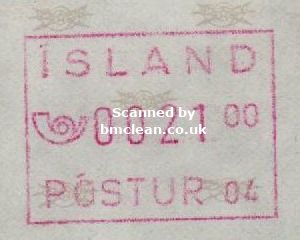 ÍSLAND
Scanned by
0021 00
bmclean.co.uk
PÓSTUR 04